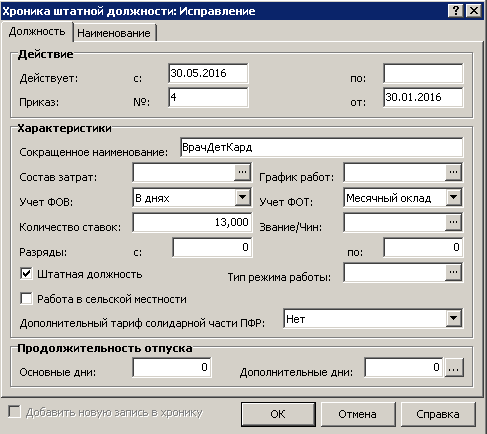 Хроника штатной должности: Исправление
Должность Наименование
Действие
Действует: с: 30.05.2016 по:
Приказ: №: 4 от: 30.01.2016
Характеристики
Сокращенное наименование: ВрачДетКард
Состав затрат: ... График работ: ...
Учет ФОВ: В днях Учет ФОТ: Месячный оклад
Количество ставок: 13,000 Звание/Чин: ...
Разряды: с: 0 по: 0
Штатная должность Тип режима работы: ...
Работа в сельской местности
Дополнительный тариф солидарной части ПФР: Нет
Продолжительность отпуска
Основные дни: 0 Дополнительные дни: 0 ...
Добавить новую запись в хронику ОК Отмена Справка